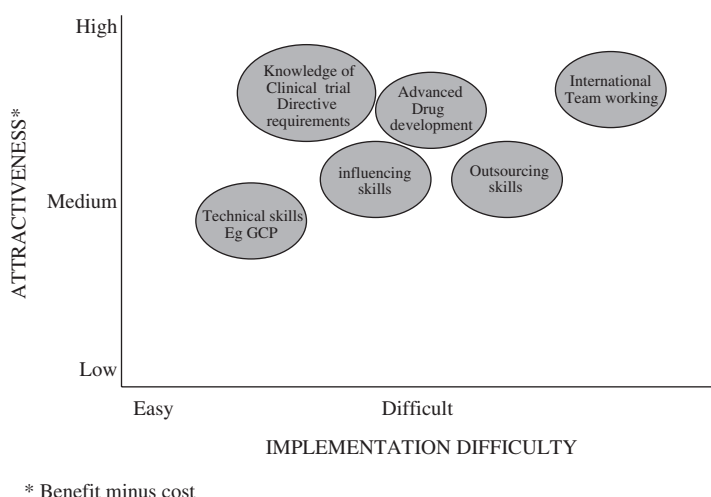 High
Knowledge of
Clinical trial
Directive
requirements
Advanced
Drug
development
International
Team working
ATTRACTIVENESS*
influencing
skills
Outsourcing
skills
Medium
Technical skills
Eg GCP
Low
Easy
Difficult
IMPLEMENTATION DIFFICULTY
* Benefit minus cost